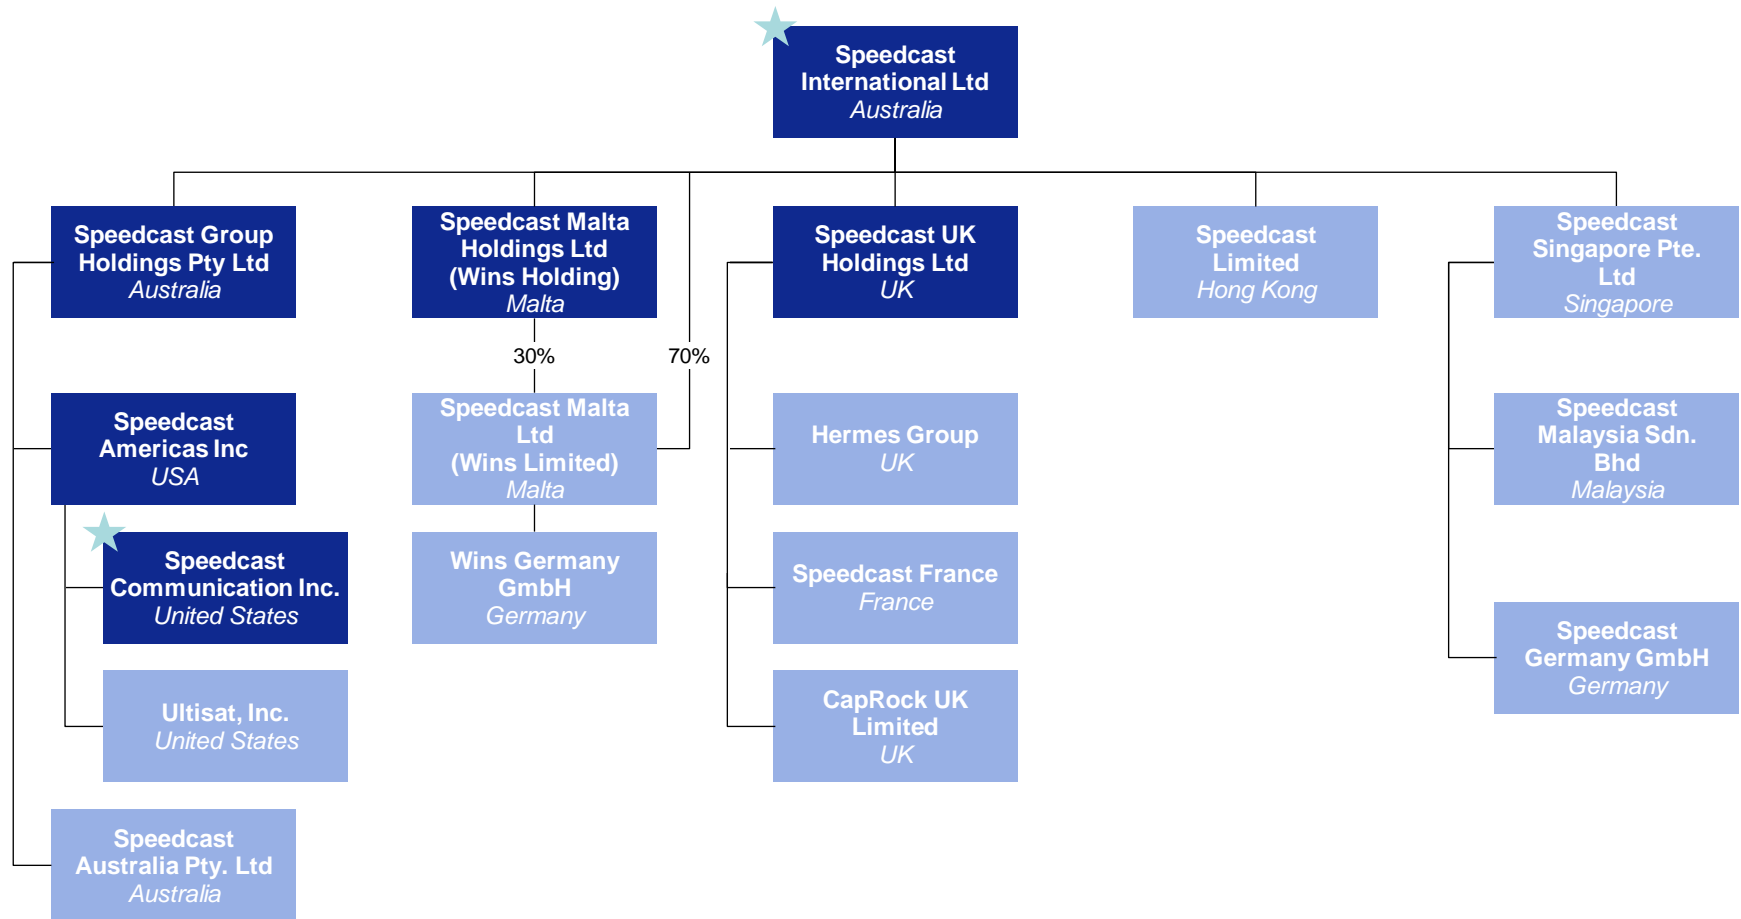 Speedcast
International Ltd
Australia
Speedcast Group
Holdings Pty Ltd
Australia
Speedcast Malta
Holdings Ltd
(Wins Holding)
Malta
Speedcast UK
Holdings Ltd
UK
Speedcast
Limited
Hong Kong
Speedcast
Singapore Pte.
Ltd
Singapore
30%
70%
Speedcast
Americas Inc
USA
Speedcast Malta
Ltd
(Wins Limited)
Malta
Hermes Group
UK
Speedcast
Malaysia Sdn.
Bhd
Malaysia
Speedcast
Communication Inc.
United States
Wins Germany
GmbH
Germany
Speedcast France
France
Speedcast
Germany GmbH
Germany
Ultisat, Inc.
United States
CapRock UK
Limited
UK
Speedcast
Australia Pty. Ltd
Australia